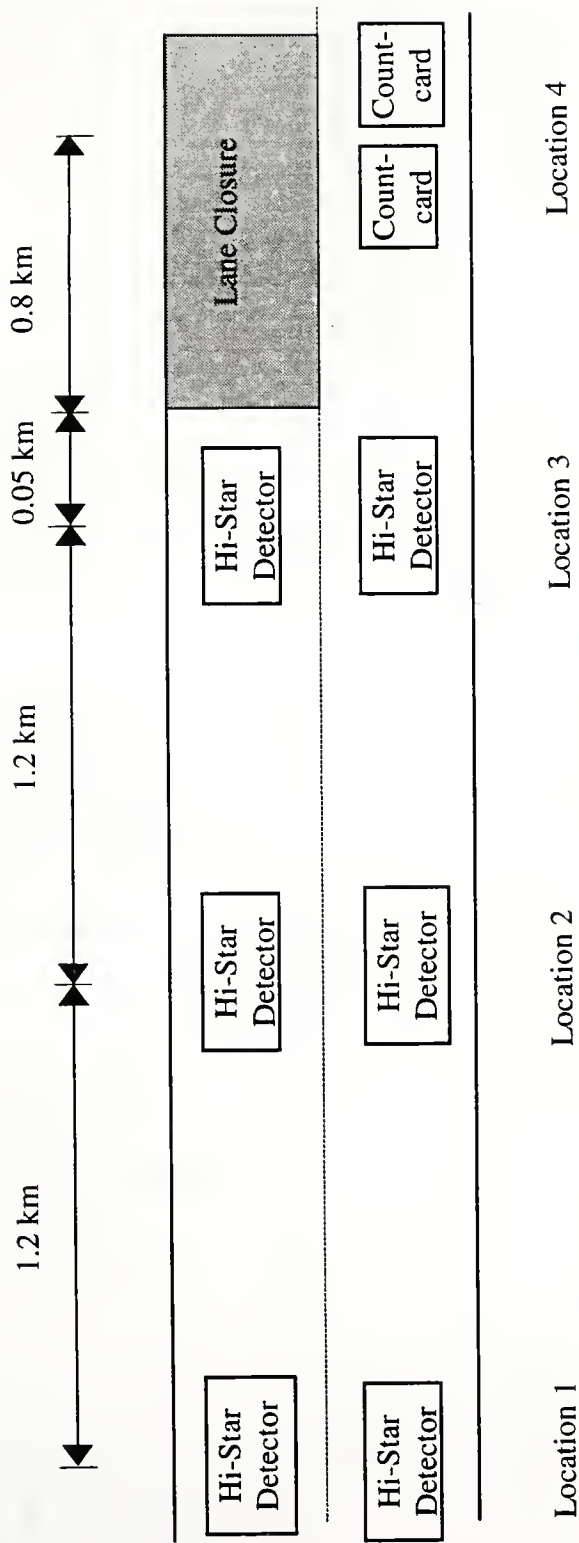 1.2 km
1.2 km
0.05 km
0.8 km
Hi-Star
Detector
Hi-Star
Detector
Hi-Star
Detector
Lane Closure
Hi-Star
Detector
Hi-Star
Detector
Hi-Star
Detector
Count-
card
Count-
card
Location 1
Location 2
Location 3
Location 4